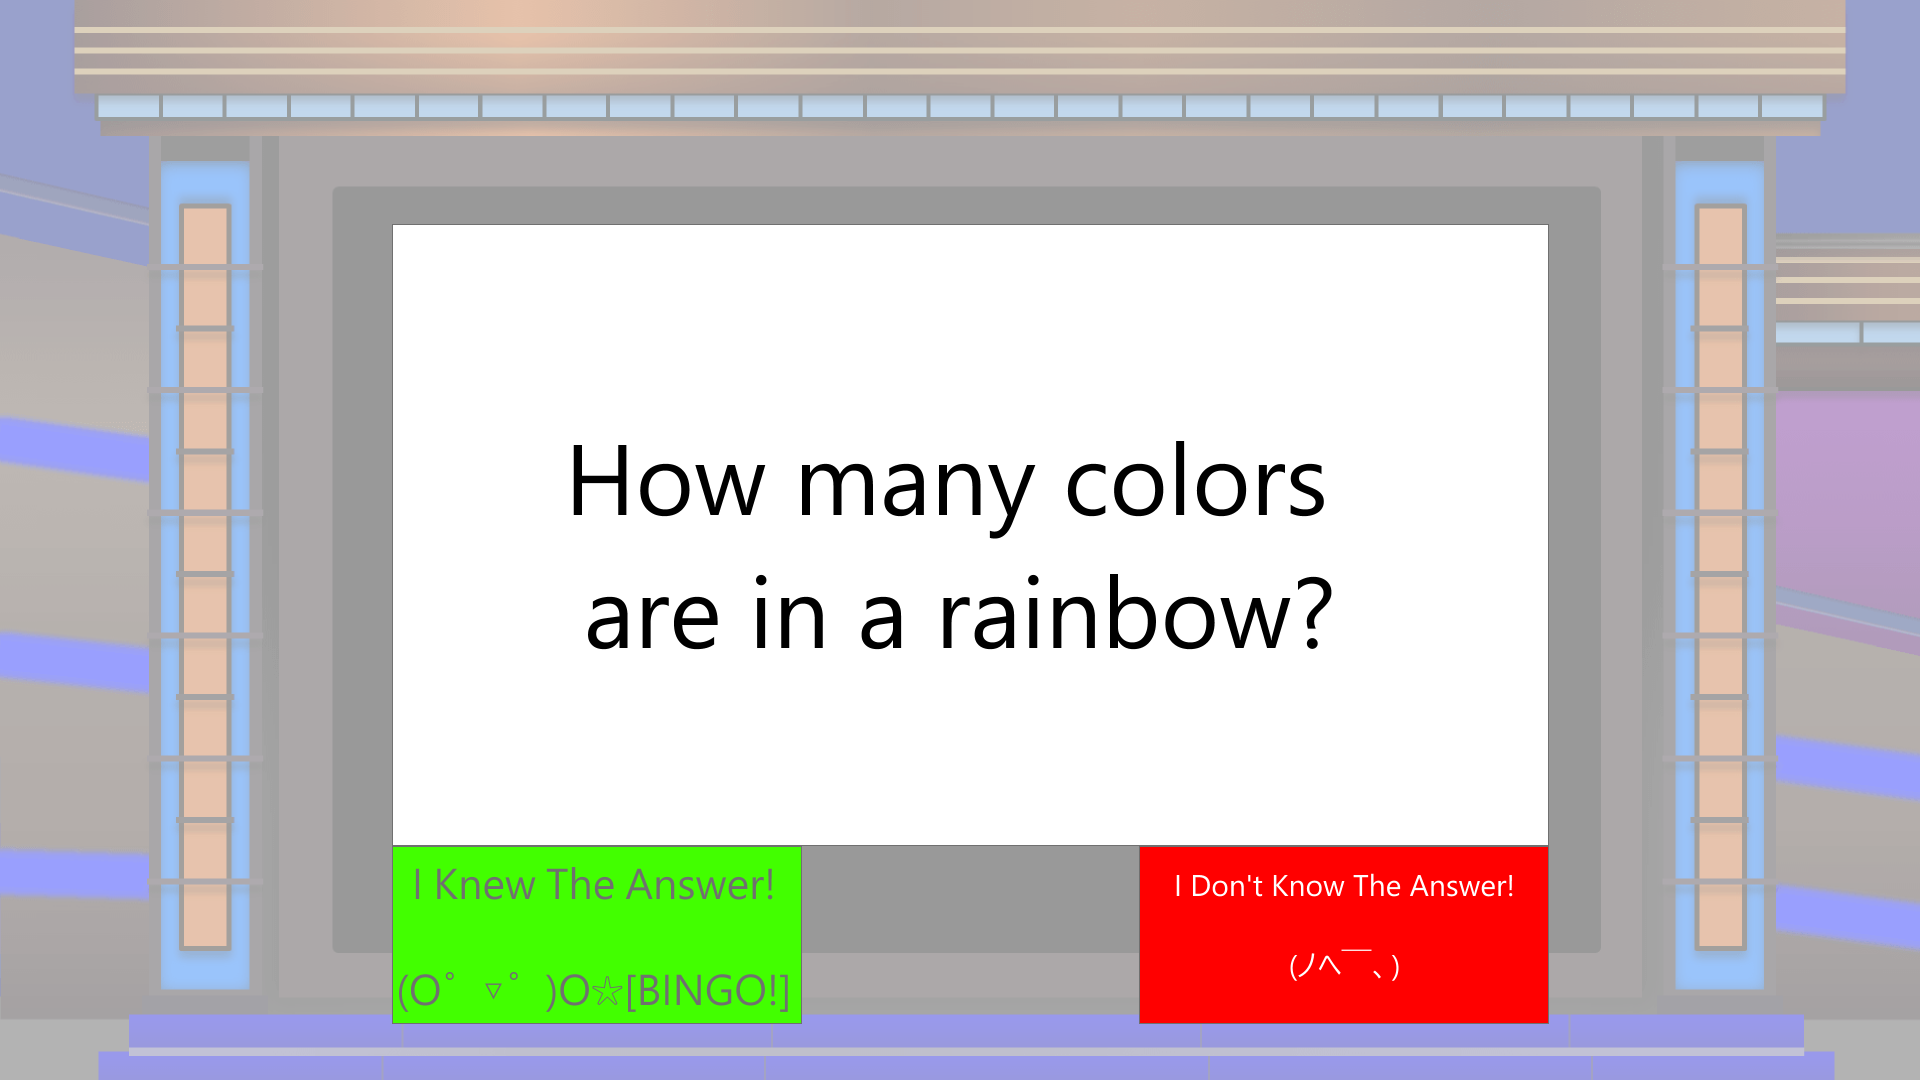 How many colors
are in a rainbow?
I Knew The Answer!
(O゜ ▿゜ )O☆[BINGO!]
I Don't Know The Answer!
(ノへ￣、)